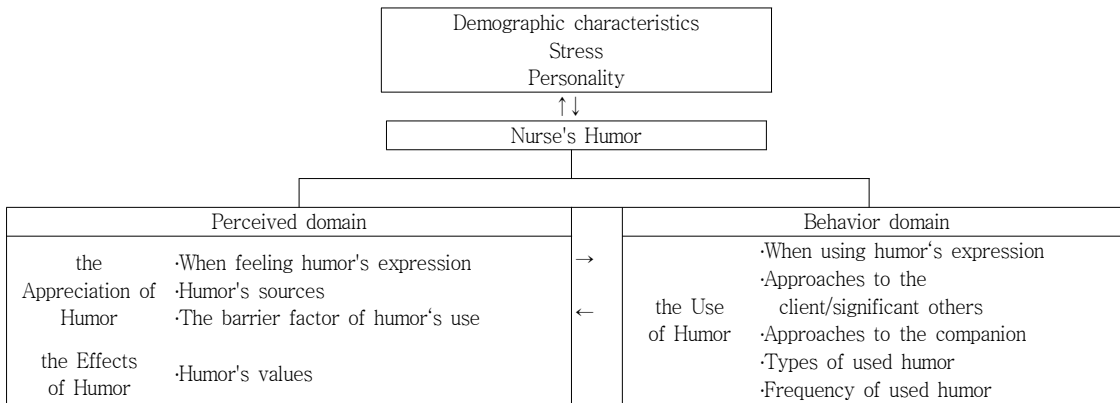 Demographic characteristics
Stress
Personality
↑↓
Nurse's Humor
Perceived domain
the Appreciation of Humor
·When feeling humor's expression
·Humor's sources
·The barrier factor of humor‘s use
the Effects of Humor
·Humor's values
→
←
Behavior domain
the Use of Humor
·When using humor‘s expression
·Approaches to the
client/significant others
·Approaches to the companion
·Types of used humor
·Frequency of used humor